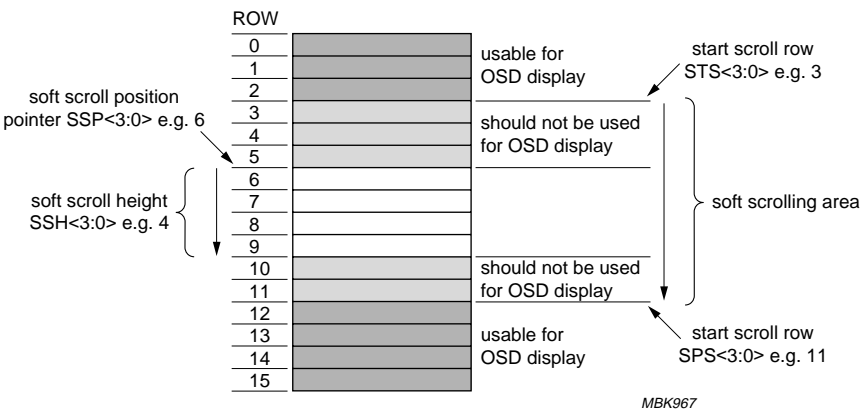 ROW
0
1
2
3
4
5
6
7
8
9
10
11
12
13
14
15
usable for
OSD display
should not be used
for OSD display
should not be used
for OSD display
usable for
OSD display
soft scroll position
pointer SSP<3:0> e.g. 6
soft scroll height
SSH<3:0> e.g. 4
start scroll row
STS<3:0> e.g. 3
soft scrolling area
start scroll row
SPS<3:0> e.g. 11
MBK967